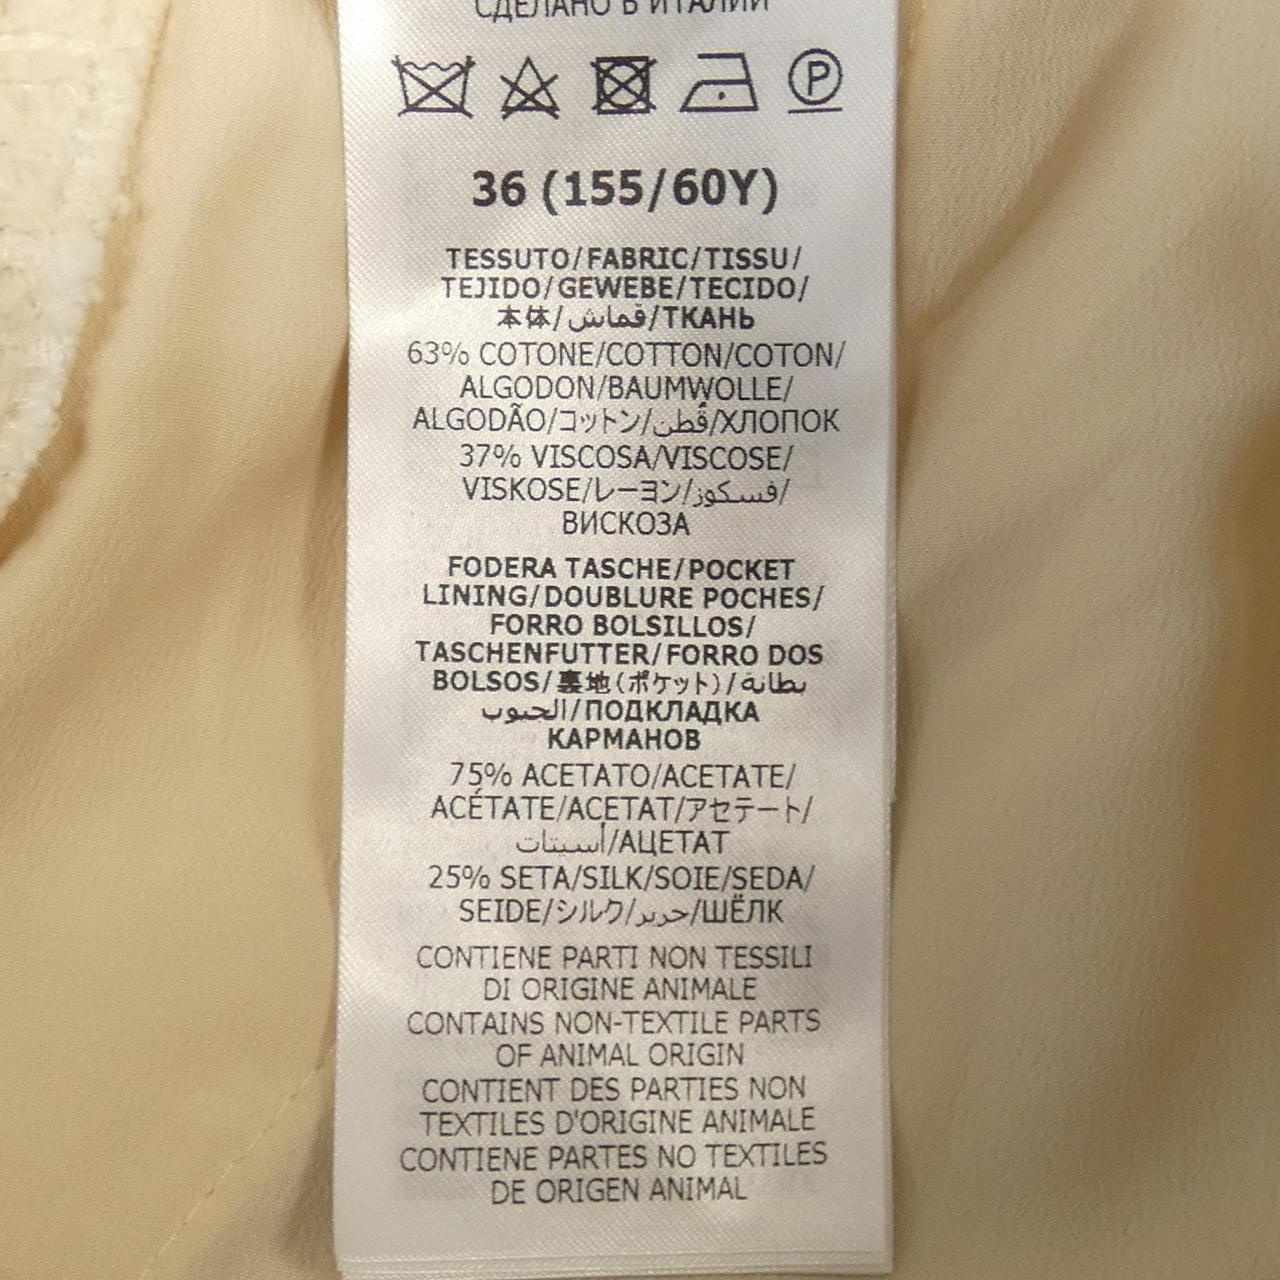 СДЕЛАНО В ИТАЛИИ
P
36 (155/60Y)
TESSUTO/FABRIC/TISSU/
TEJIDO/GEWEBE/TECIDO/
本体/قماش/ТКАНЬ
63% COTONE/COTTON/COTON/
ALGODON/BAUMWOLLE/
ALGODÃO/コットン/قُطن/ХЛОПОК
37% VISCOSA/VISCOSE/
VISKOSE/レーヨン/فسكوز/
ВИСКОЗА
FODERA TASCHE/POCKET
LINING/DOUBLURE POCHES/
FORRO BOLSILLOS/
TASCHENFUTTER/FORRO DOS
BOLSOS/裏地(ポケット)/بطانة
الجيوب/ПОДКЛАДКА
КАРМАНОВ
75% ACETATO/ACETATE/
ACÉTATE/ACETAT/アセテート/
أسيتات/АЦЕТАТ
25% SETA/SILK/SOIE/SEDA/
SEIDE/シルク/حرير/ШЁЛК
CONTIENE PARTI NON TESSILI
DI ORIGINE ANIMALE
CONTAINS NON-TEXTILE PARTS
OF ANIMAL ORIGIN
CONTIENT DES PARTIES NON
TEXTILES D'ORIGINE ANIMALE
CONTIENE PARTES NO TEXTILES
DE ORIGEN ANIMAL